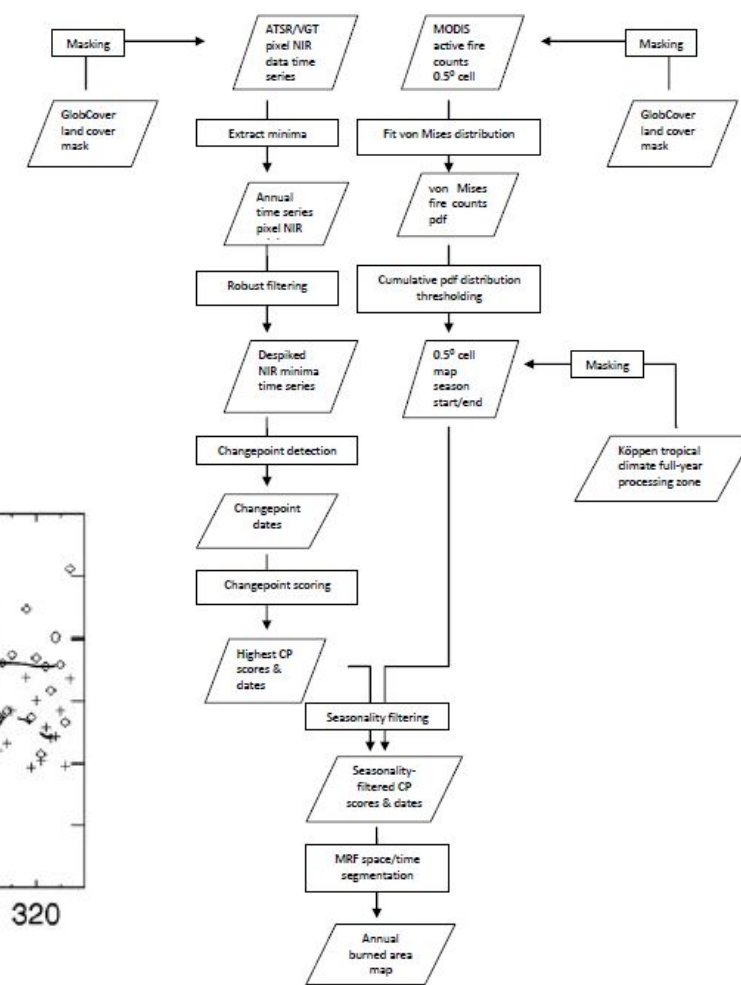 ATSR/VGT
pixel NIR
data time
series
MODIS
active fire
counts
0.5⁰ cell
Masking
Masking
GlobCover
land cover
mask
GlobCover
land cover
mask
Extract minima
Fit von Mises distribution
Annual
time series
pixel NIR
von Mises
fire counts
pdf
Robust filtering
Cumulative pdf distribution
thresholding
Despiked
NIR minima
time series
0.5⁰ cell
map
season
start/end
Masking
Changepoint detection
Köppen tropical
climate full-year
processing zone
Changepoint
dates
Changepoint scoring
Highest CP
scores &
dates
Seasonality filtering
Seasonality-
filtered CP
scores & dates
MRF space/time
segmentation
320
Annual
burned area
map